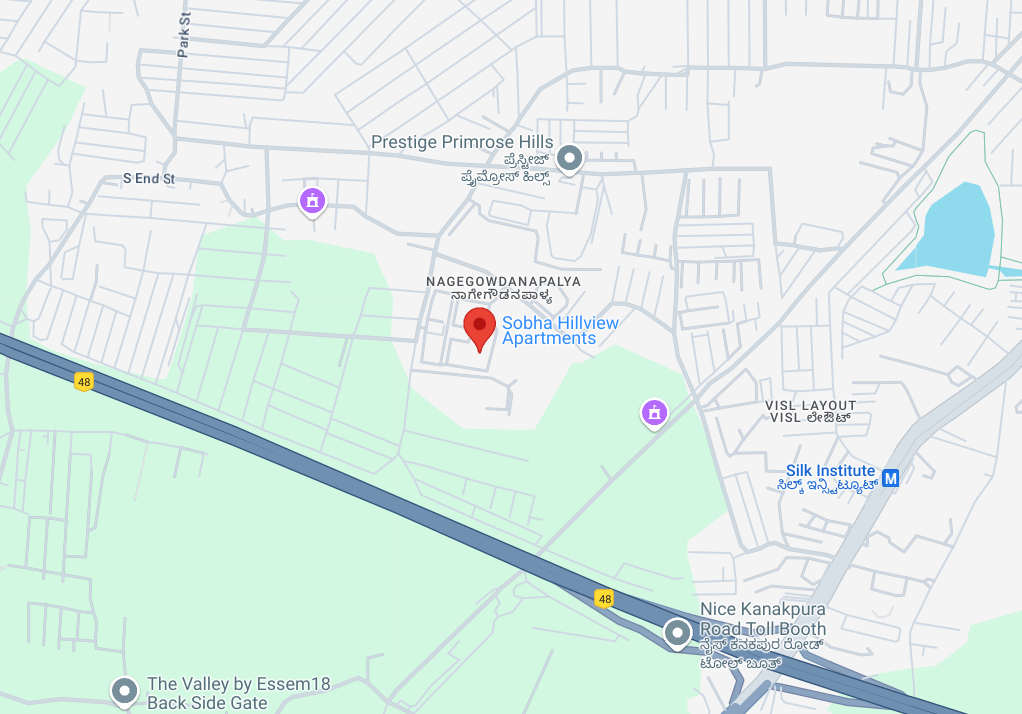 Park St
Prestige Primrose Hills
ಪ್ರೆಸ್ಟೀಜ್
ಪ್ರೈಮ್ರೋಸ್ ಹಿಲ್ಸ್
S End St
NAGEGOWDANAPALYA
ನಾಗೇಗೌಡನಪಾಳ್ಯ
Sobha Hillview
Apartments
48
VISL LAYOUT
VISL ಲೇಔಟ್
Silk Institute
ಸಿಲ್ಕ್ ಇನ್ಸ್ಟಿಟ್ಯೂಟ್
M
48
Nice Kanakpura
Road Toll Booth
ನೈಸ್ ಕನಕಪುರ ರೋಡ್
ಟೋಲ್ ಬೂತ್
The Valley by Essem18
Back Side Gate